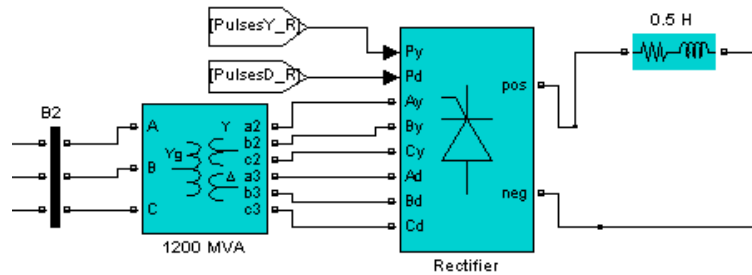 [PulsesY_R]
[PulsesD_R]
0.5 H
B2
A
B
C
Yg
Y
a2
b2
c2
Δ
a3
b3
c3
1200 MVA
Py
Pd
Ay
By
Cy
Ad
Bd
Cd
pos
neg
Rectifier